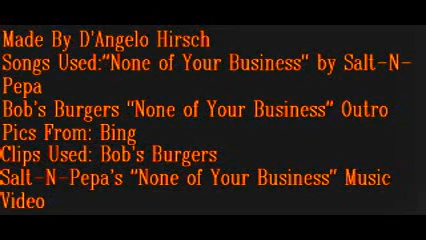 Made By D'Angelo Hirsch
Songs Used:"None of Your Business" by Salt-N-
Pepa
Bob's Burgers "None of Your Business" Outro
Pics From: Bing
Clips Used: Bob's Burgers
Salt-N-Pepa's "None of Your Business" Music
Video